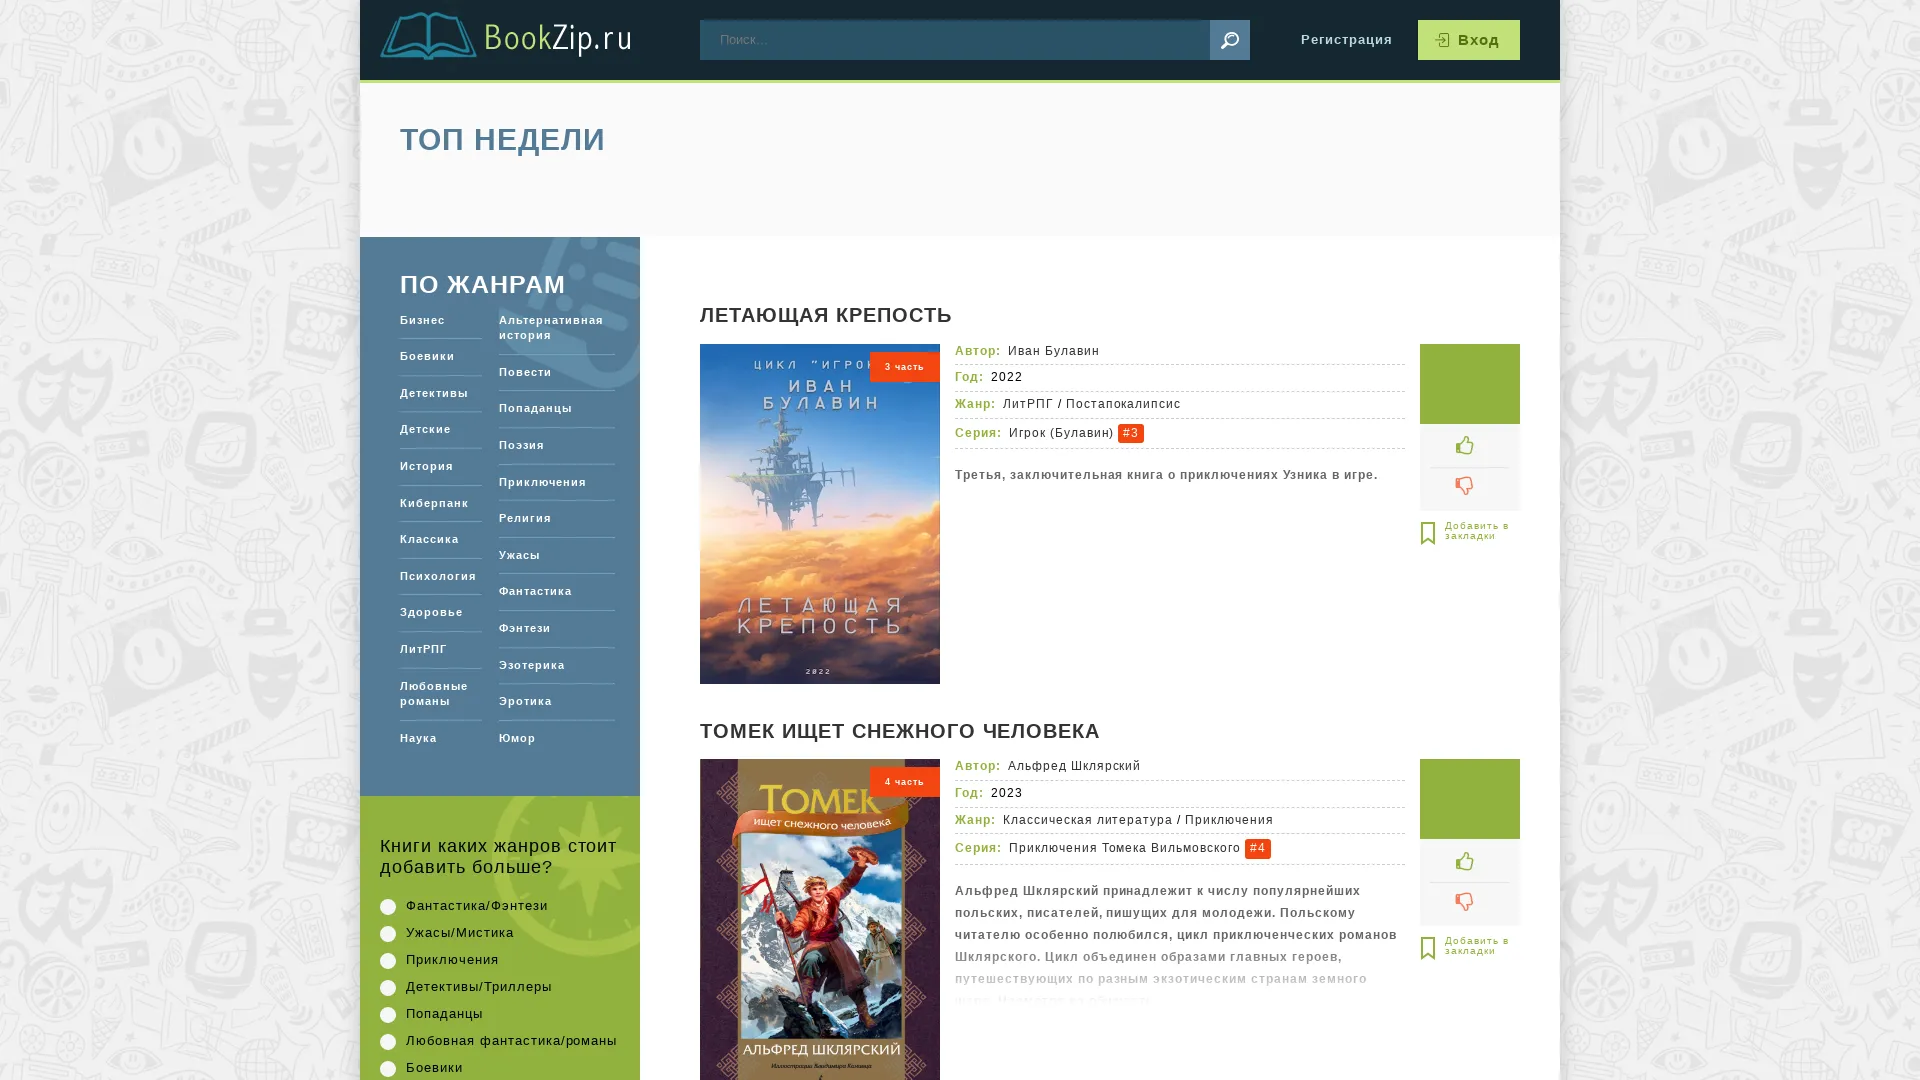 BookZip.ru
Поиск...
Регистрация
Вход
ТОП НЕДЕЛИ
ПО ЖАНРАМ
Бизнес
Боевики
Детективы
Детские
История
Киберпанк
Классика
Психология
Здоровье
ЛитРПГ
Любовные
романы
Наука
Альтернативная
история
Повести
Попаданцы
Поэзия
Приключения
Религия
Ужасы
Фантастика
Фэнтези
Эзотерика
Эротика
Юмор
Книги каких жанров стоит
добавить больше?
Фантастика/Фэнтези
Ужасы/Мистика
Приключения
Детективы/Триллеры
Попаданцы
Любовная фантастика/романы
Боевики
ЛЕТАЮЩАЯ КРЕПОСТЬ
ЦИКЛ "ИГРОК
3 часть
ИВАН
БУЛАВИН
ЛЕТАЮЩАЯ
КРЕПОСТЬ
2022
Автор: Иван Булавин
Год: 2022
Жанр: ЛитРПГ / Постапокалипсис
Серия: Игрок (Булавин) #3
Третья, заключительная книга о приключениях Узника в игре.
Добавить в
закладки
ТОМЕК ИЩЕТ СНЕЖНОГО ЧЕЛОВЕКА
4 часть
ТОМЕК
ищет снежного человека
АЛЬФРЕД ШКЛЯРСКИЙ
Иллюстрации Владимира Канивца
Автор: Альфред Шклярский
Год: 2023
Жанр: Классическая литература / Приключения
Серия: Приключения Томека Вильмовского #4
Альфред Шклярский принадлежит к числу популярнейших
польских, писателей, пишущих для молодежи. Польскому
читателю особенно полюбился, цикл приключенческих романов
Шклярского. Цикл объединен образами главных героев,
путешествующих по разным экзотическим странам земного
Добавить в
закладки